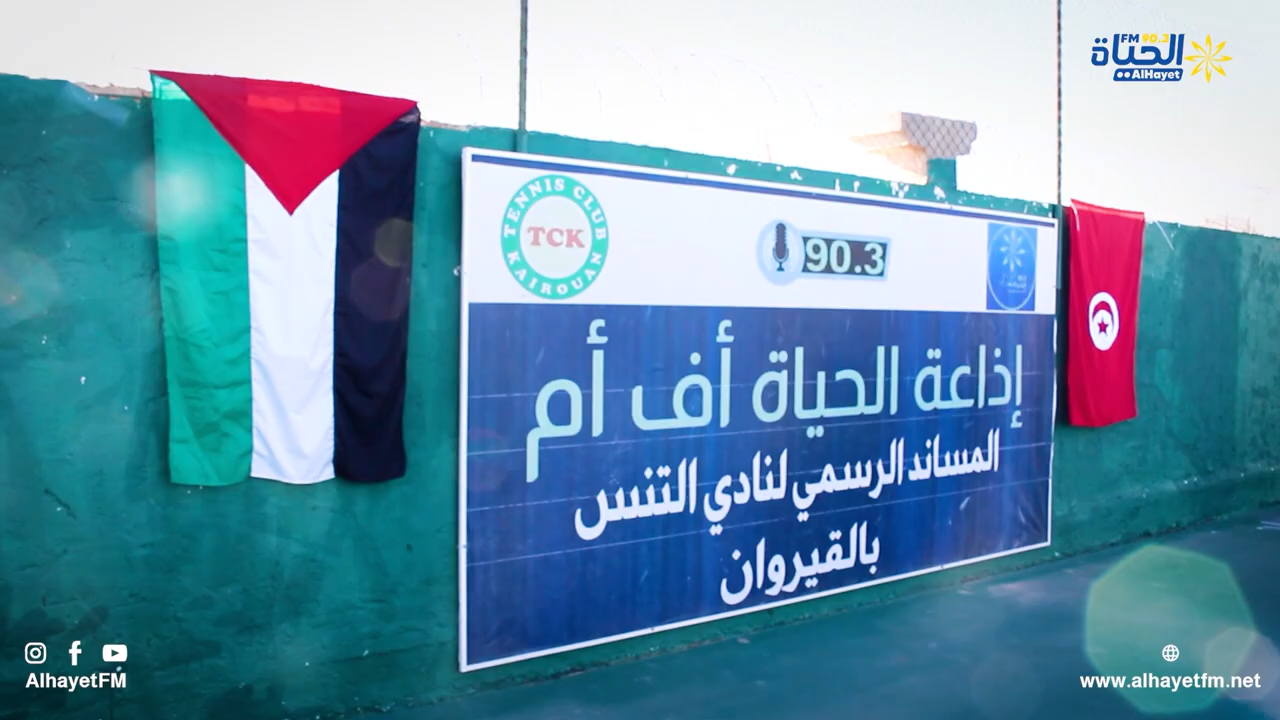 الحياة
FM 90.3
AlHayet
TENNIS CLUB
TCK
KAIROUAN
90.3
إذاعة الحياة أف أم
المساند الرسمي لنادي التنس
بالقيروان
AlhayetFM
www.alhayetfm.net